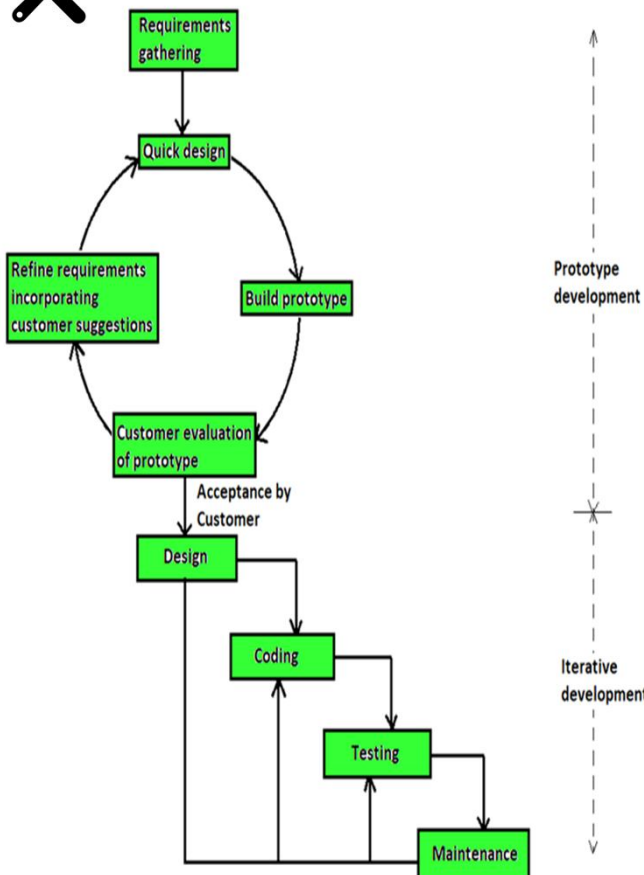 Requirements
gathering
Quick design
Refine requirements
incorporating
customer suggestions
Build prototype
Prototype
development
Customer evaluation
of prototype
Acceptance by
Customer
Design
Coding
Iterative
development
Testing
Maintenance